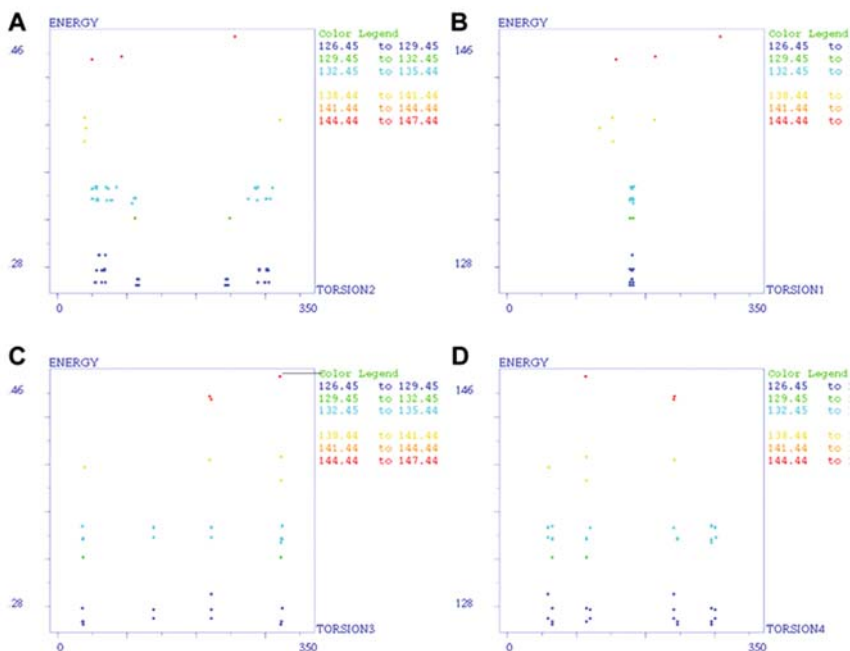 A
ENERGY
.46
.28
0
350
TORSION2
Color Legend
126.45 to 129.45
129.45 to 132.45
132.45 to 135.44
138.44 to 141.44
141.44 to 144.44
144.44 to 147.44
B
ENERGY
146
128
0
350
TORSION1
Color Legend
126.45 to
129.45 to
132.45 to
138.44 to
141.44 to
144.44 to
C
ENERGY
.46
.28
0
350
TORSION3
Color Legend
126.45 to 129.45
129.45 to 132.45
132.45 to 135.44
138.44 to 141.44
141.44 to 144.44
144.44 to 147.44
D
ENERGY
146
128
0
350
TORSION4
Color Legend
126.45 to
129.45 to
132.45 to
138.44 to
141.44 to
144.44 to